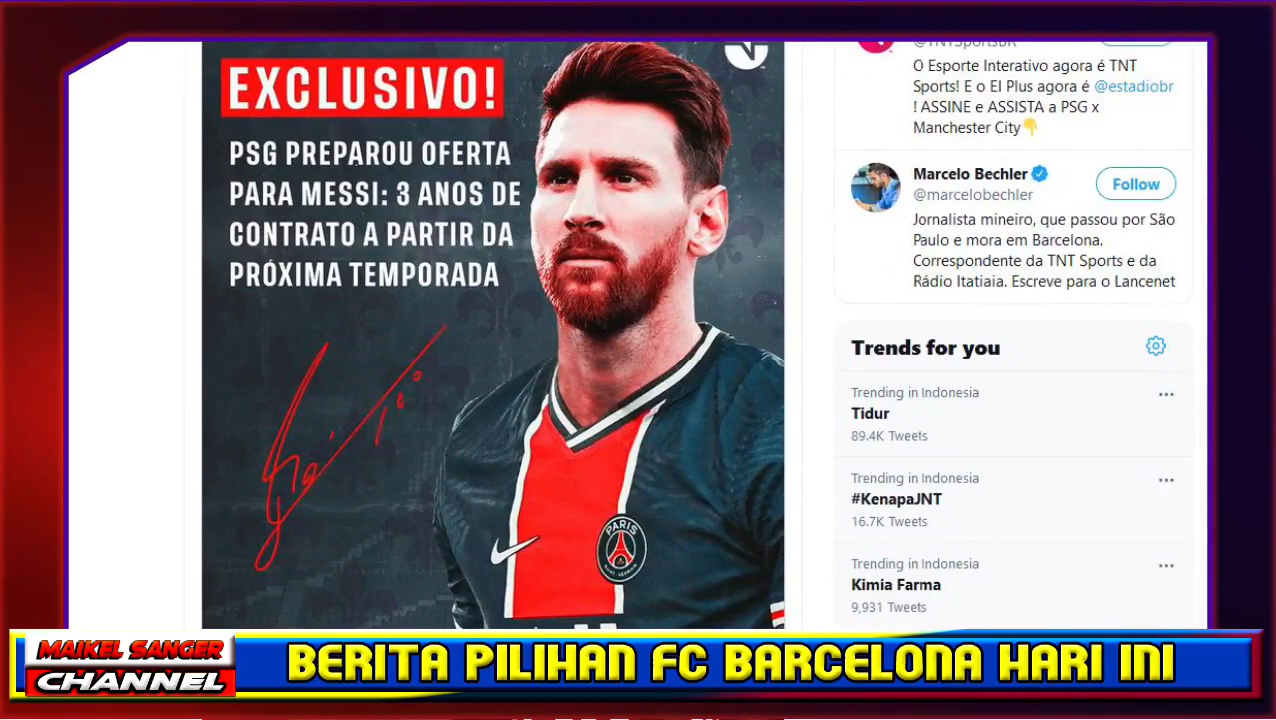 EXCLUSIVO!
PSG PREPAROU OFERTA
PARA MESSI: 3 ANOS DE
CONTRATO A PARTIR DA
PRÓXIMA TEMPORADA
PARIS
@TNTSportsBR
O Esporte Interativo agora é TNT
Sports! E o EI Plus agora é @estadiobr
! ASSINE e ASSISTA a PSG x
Manchester City👇
Marcelo Bechler
@marcelobechler
Follow
Jornalista mineiro, que passou por São
Paulo e mora em Barcelona.
Correspondente da TNT Sports e da
Rádio Itatiaia. Escreve para o Lancenet
Trends for you
Trending in Indonesia
Tidur
89.4K Tweets
Trending in Indonesia
#KenapaJNT
16.7K Tweets
Trending in Indonesia
Kimia Farma
9,931 Tweets
MAIKEL SANGER
CHANNEL
BERITA PILIHAN FC BARCELONA HARI INI